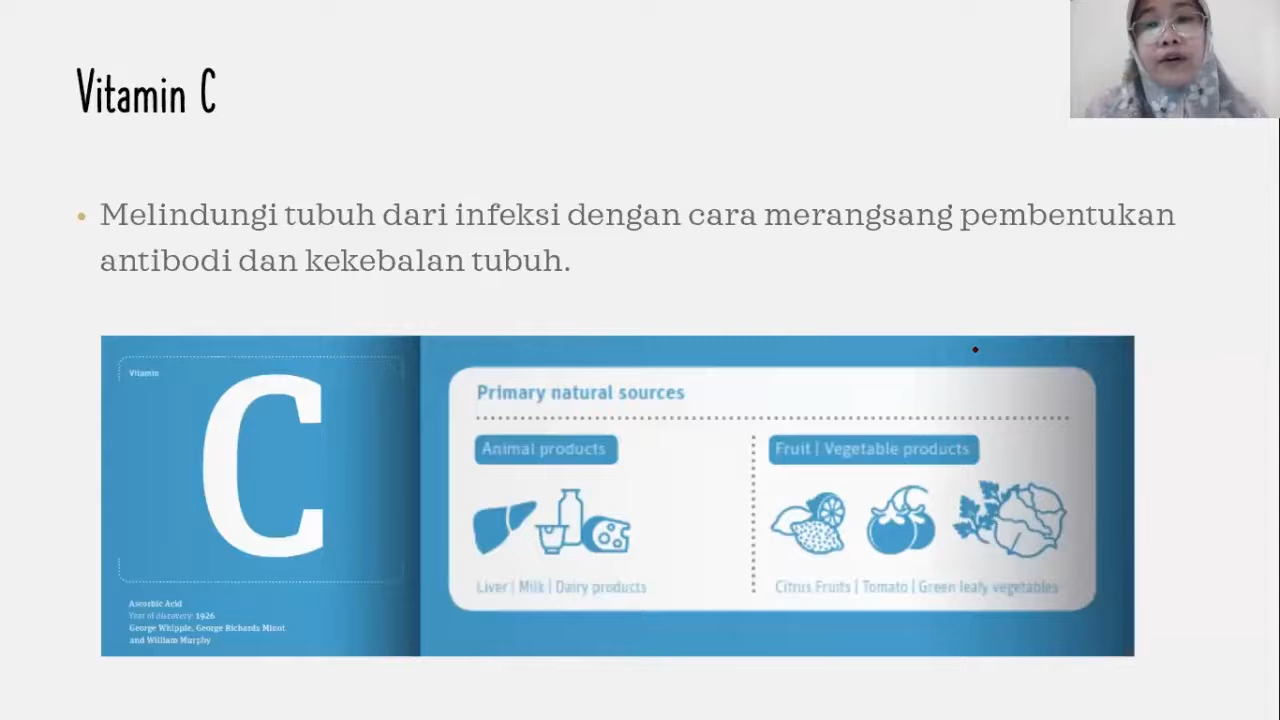 Vitamin C
• Melindungi tubuh dari infeksi dengan cara merangsang pembentukan
antibodi dan kekebalan tubuh.
Vitamin
C
Ascorbic Acid
Year of discovery: 1926
George Whipple, George Richards Minot
and William Murphy
Primary natural sources
Animal products
Liver | Milk | Dairy products
Fruit | Vegetable products
Citrus Fruits | Tomato | Green leafy vegetables